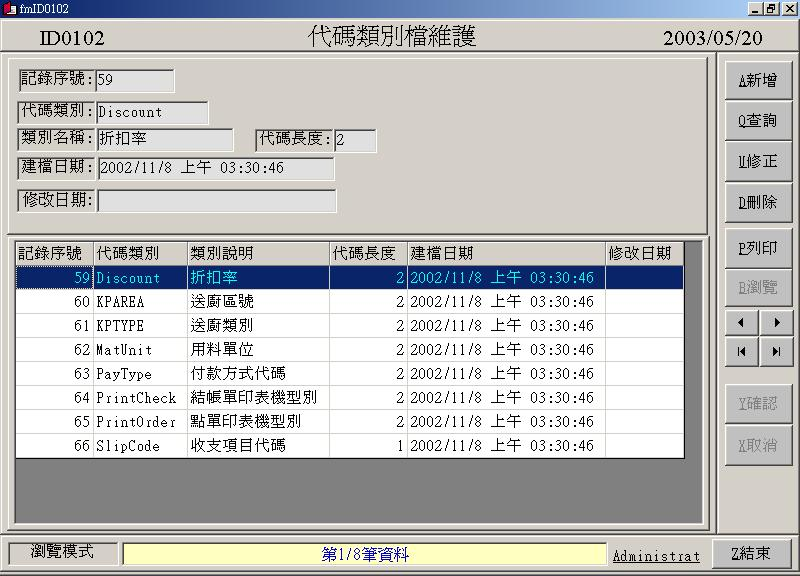 fmID0102
ID0102 代碼類別檔維護 2003/05/20
記錄序號: 59
代碼類別: Discount
類別名稱: 折扣率 代碼長度: 2
建檔日期: 2002/11/8 上午 03:30:46
修改日期:
A新增
Q查詢
U修正
D刪除
P列印
B瀏覽
Y確認
X取消
記錄序號 代碼類別 類別說明 代碼長度 建檔日期 修改日期
59 Discount 折扣率 2 2002/11/8 上午 03:30:46
60 KPAREA 送廚區號 2 2002/11/8 上午 03:30:46
61 KPTYPE 送廚類別 2 2002/11/8 上午 03:30:46
62 MatUnit 用料單位 2 2002/11/8 上午 03:30:46
63 PayType 付款方式代碼 2 2002/11/8 上午 03:30:46
64 PrintCheck 結帳單印表機型別 2 2002/11/8 上午 03:30:46
65 PrintOrder 點單印表機型別 2 2002/11/8 上午 03:30:46
66 SlipCode 收支項目代碼 1 2002/11/8 上午 03:30:46
瀏覽模式 第1/8筆資料 Administrat Z結束